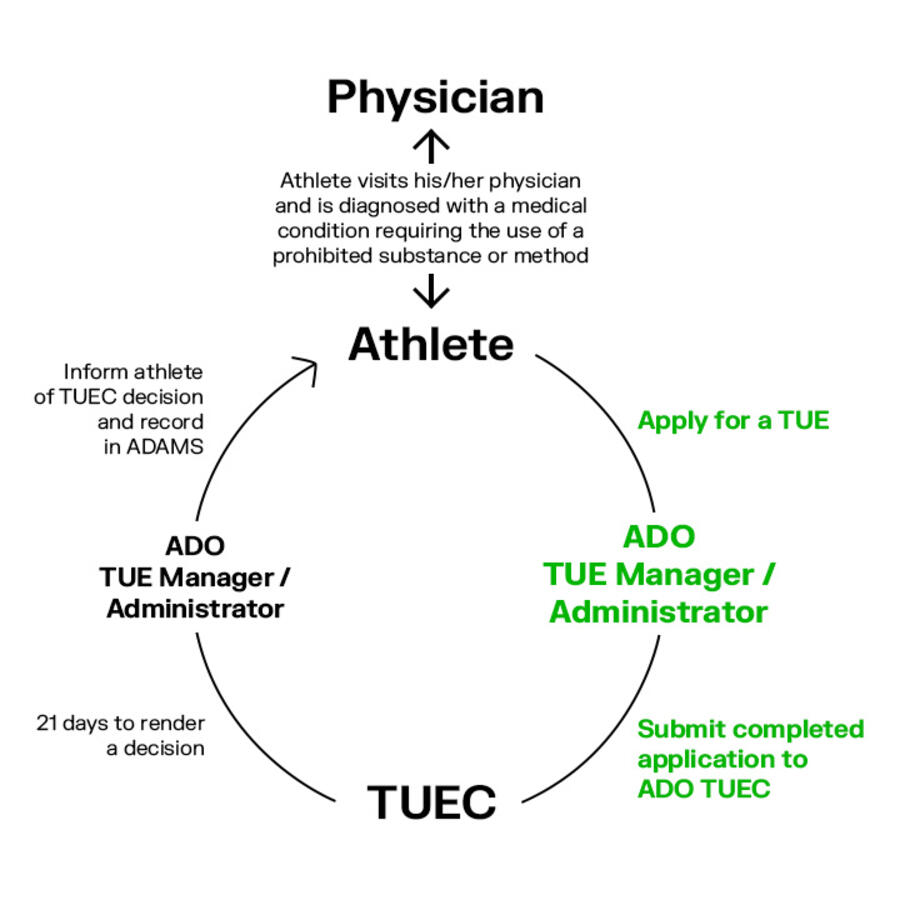 Physician
Athlete visits his/her physician
and is diagnosed with a medical
condition requiring the use of a
prohibited substance or method
Athlete
Apply for a TUE
ADO
TUE Manager /
Administrator
Submit completed
application to
ADO TUEC
TUEC
21 days to render
a decision
ADO
TUE Manager /
Administrator
Inform athlete
of TUEC decision
and record
in ADAMS